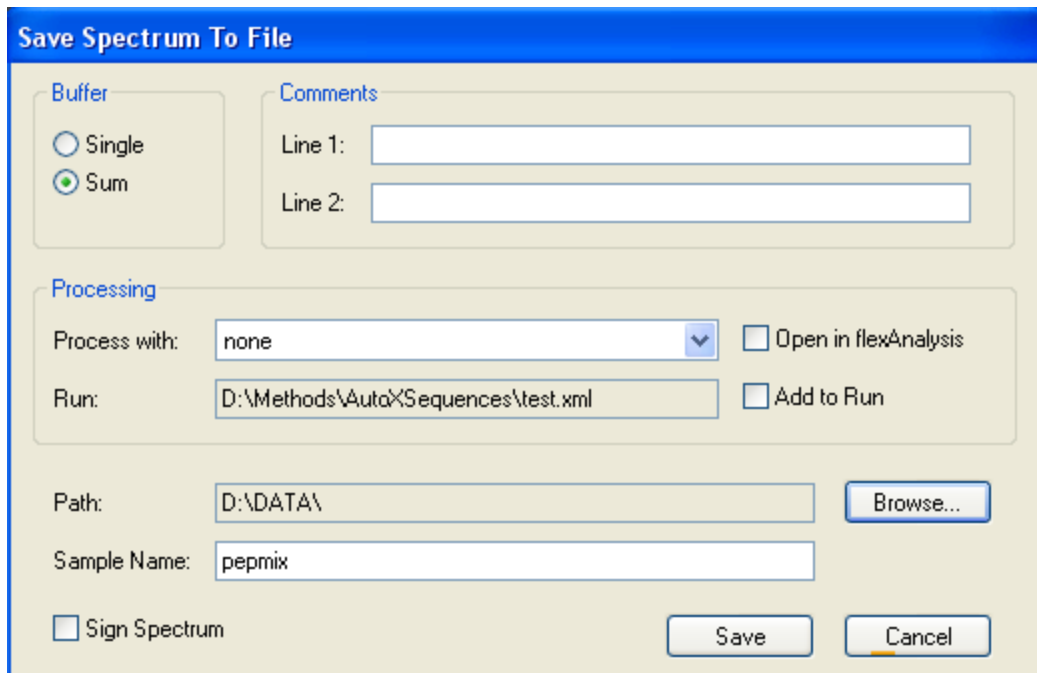 Save Spectrum To File
Buffer
Single
Sum
Comments
Line 1:
Line 2:
Processing
Process with: none Open in flexAnalysis
Run: D:\Methods\AutoXSequences\test.xml Add to Run
Path: D:\DATA\ Browse...
Sample Name: pepmix
Sign Spectrum Save Cancel